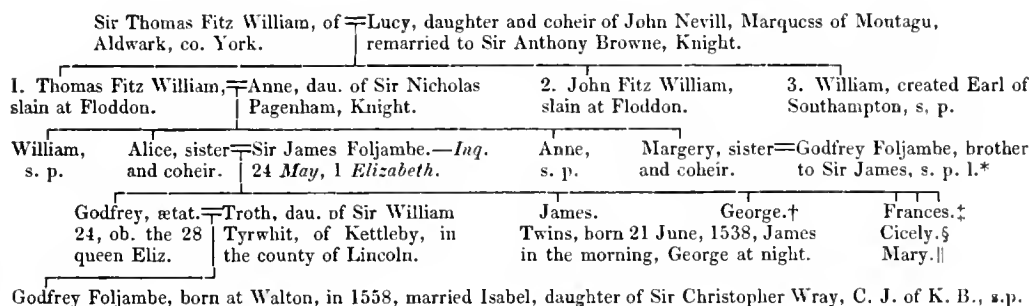 Sir Thomas Fitz William, of Lucy, daughter and coheir of John Nevill, Marquess of Montagu,
Aldwark, co. York. remarried to Sir Anthony Browne, Knight.
1. Thomas Fitz William, Anne, dau. of Sir Nicholas 2. John Fitz William, 3. William, created Earl of
slain at Floddon. Pagenham, Knight. slain at Floddon. Southampton, s. p.
William, Alice, sister Sir James Foljambe.—Inq. Anne, Margery, sister Godfrey Foljambe, brother
s. p. and coheir. 24 May, 1 Elizabeth. s. p. and coheir. to Sir James, s. p. l.*
Godfrey, ætat. Troth, dau. of Sir William James. George.† Frances.‡
24, ob. the 28 Tyrwhit, of Kettleby, in Twins, born 21 June, 1538, James Cicely.§
queen Eliz. the county of Lincoln. in the morning, George at night. Mary.||
Godfrey Foljambe, born at Walton, in 1558, married Isabel, daughter of Sir Christopher Wray, C. J. of K. B., s.p.